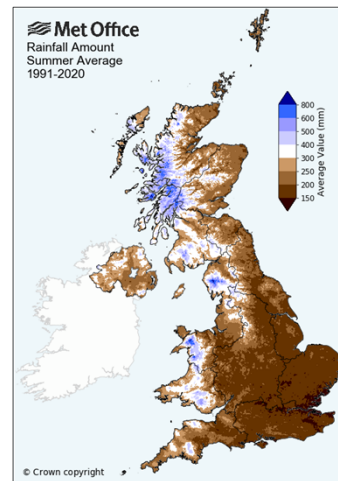 Met Office
Rainfall Amount
Summer Average
1991-2020
800
600
500
400
300
250
200
150
Average Value (mm)
© Crown copyright